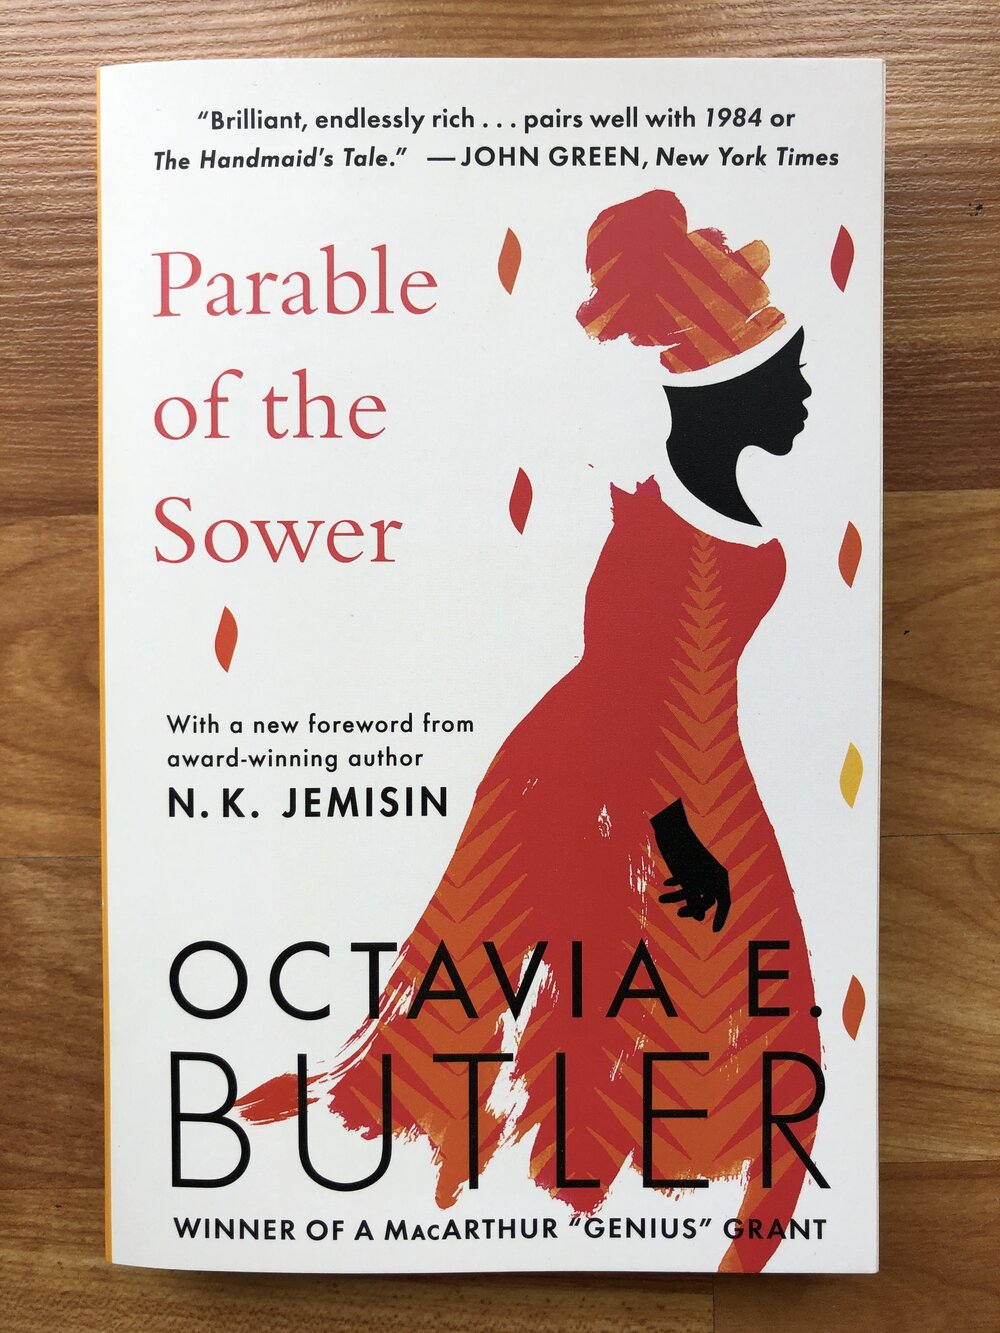 “Brilliant, endlessly rich . . . pairs well with 1984 or
The Handmaid’s Tale.” —JOHN GREEN, New York Times
Parable
of the
Sower
With a new foreword from
award-winning author
N. K. JEMISIN
OCTAVIA E.
BUTLER
WINNER OF A MacARTHUR “GENIUS” GRANT